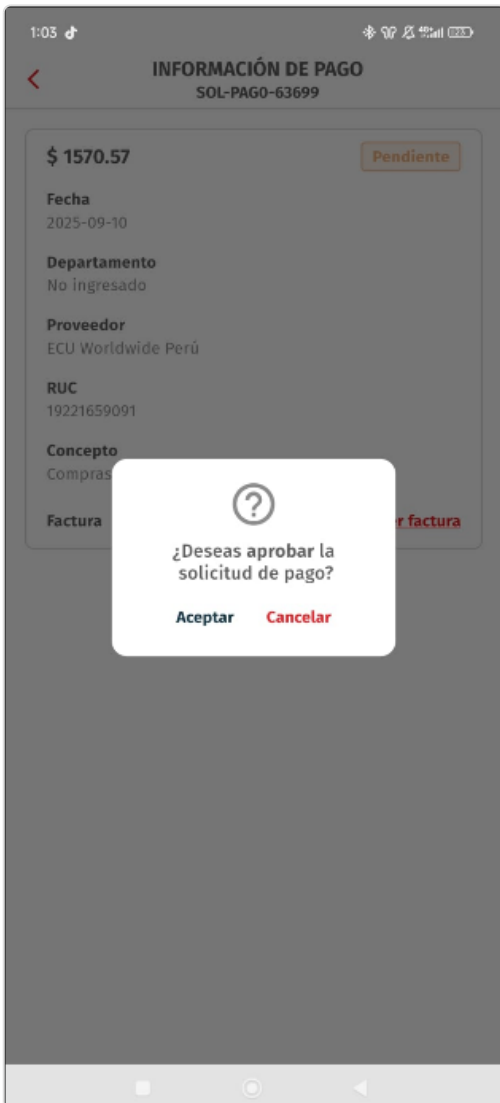 1:03
INFORMACIÓN DE PAGO
SOL-PAGO-63699
$ 1570.57
Pendiente
Fecha
2025-09-10
Departamento
No ingresado
Proveedor
ECU Worldwide Perú
RUC
19221659091
Concepto
Compras
Factura
factura
¿Deseas aprobar la
solicitud de pago?
Aceptar Cancelar